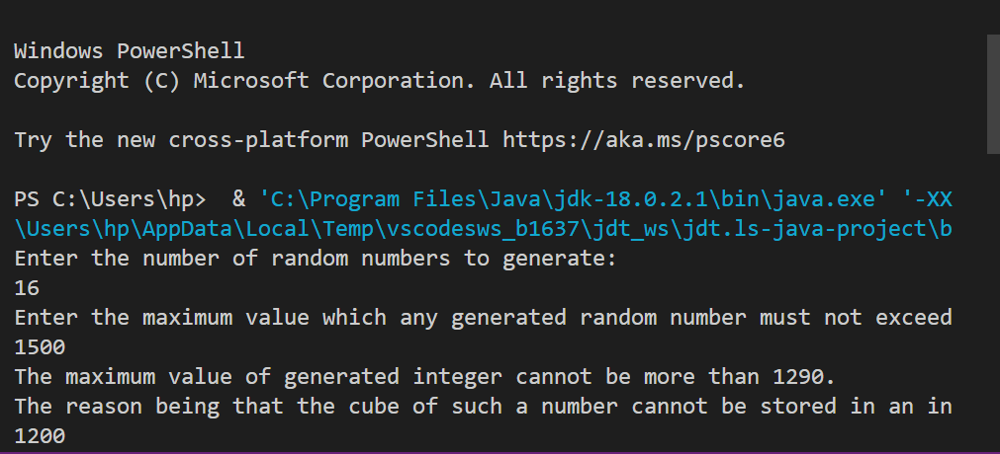 Windows PowerShell
Copyright (C) Microsoft Corporation. All rights reserved.
Try the new cross-platform PowerShell https://aka.ms/pscore6
PS C:\Users\hp>  & 'C:\Program Files\Java\jdk-18.0.2.1\bin\java.exe' '-XX
\Users\hp\AppData\Local\Temp\vscodesws_b1637\jdt_ws\jdt.ls-java-project\b
Enter the number of random numbers to generate:
16
Enter the maximum value which any generated random number must not exceed
1500
The maximum value of generated integer cannot be more than 1290.
The reason being that the cube of such a number cannot be stored in an in
1200